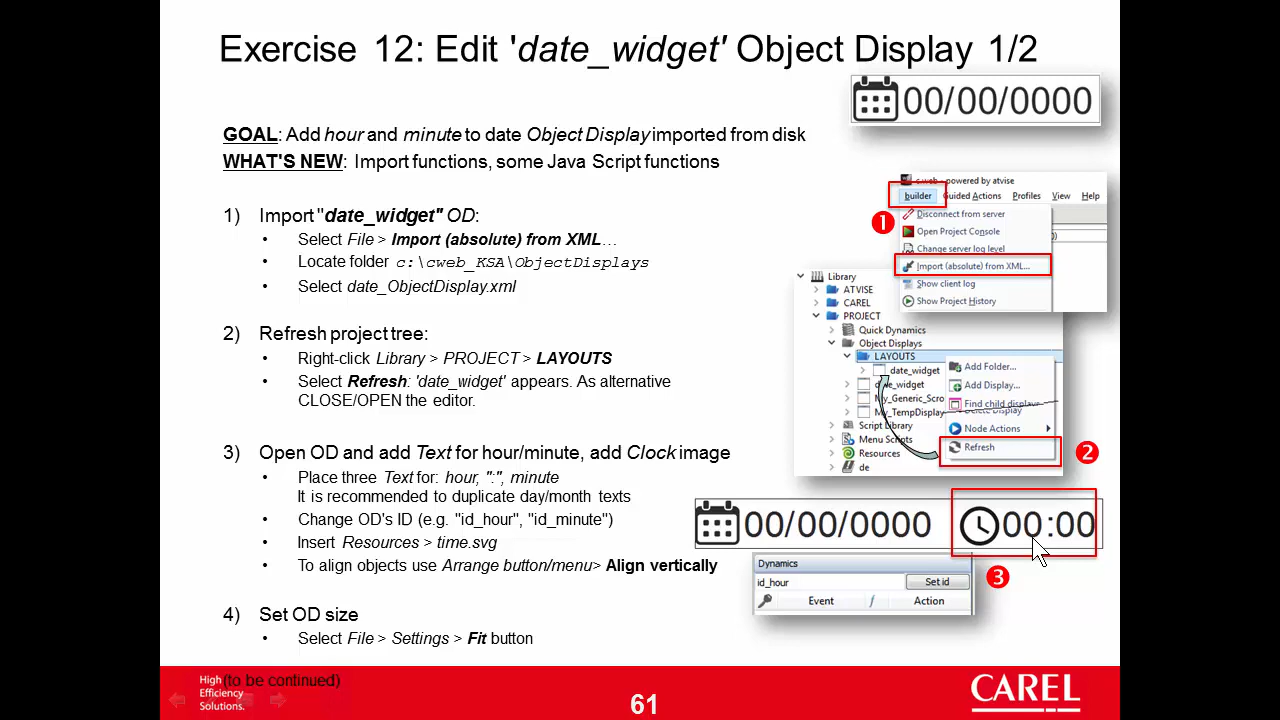 Exercise 12: Edit 'date_widget' Object Display 1/2
00/00/0000
GOAL: Add hour and minute to date Object Display imported from disk
WHAT'S NEW: Import functions, some Java Script functions
1) Import "date_widget" OD:
• Select File > Import (absolute) from XML…
• Locate folder c:\cweb_KSA\ObjectDisplays
• Select date_ObjectDisplay.xml
2) Refresh project tree:
• Right-click Library > PROJECT > LAYOUTS
• Select Refresh: 'date_widget' appears. As alternative
CLOSE/OPEN the editor.
3) Open OD and add Text for hour/minute, add Clock image
• Place three Text for: hour, ":", minute
It is recommended to duplicate day/month texts
• Change OD's ID (e.g. "id_hour", "id_minute")
• Insert Resources > time.svg
• To align objects use Arrange button/menu> Align vertically
4) Set OD size
• Select File > Settings > Fit button
c.web - powered by atvise
builder Guided Actions Profiles View Help
1
Disconnect from server
Open Project Console
Change server log level
Import (absolute) from XML...
Show client log
Show Project History
Library
ATVISE
CAREL
PROJECT
Quick Dynamics
Object Displays
LAYOUTS
date_widget
date_widget
My_Generic_Scro
My_TempDisplay
Script Library
Menu Scripts
Resources
de
Add Folder...
Add Display...
Find child displays
Delete Display
Node Actions
Refresh
2
00/00/0000 00:00
Dynamics
id_hour Set id
Event f Action
3
High
Efficiency
Solutions.
(to be continued)
61
CAREL